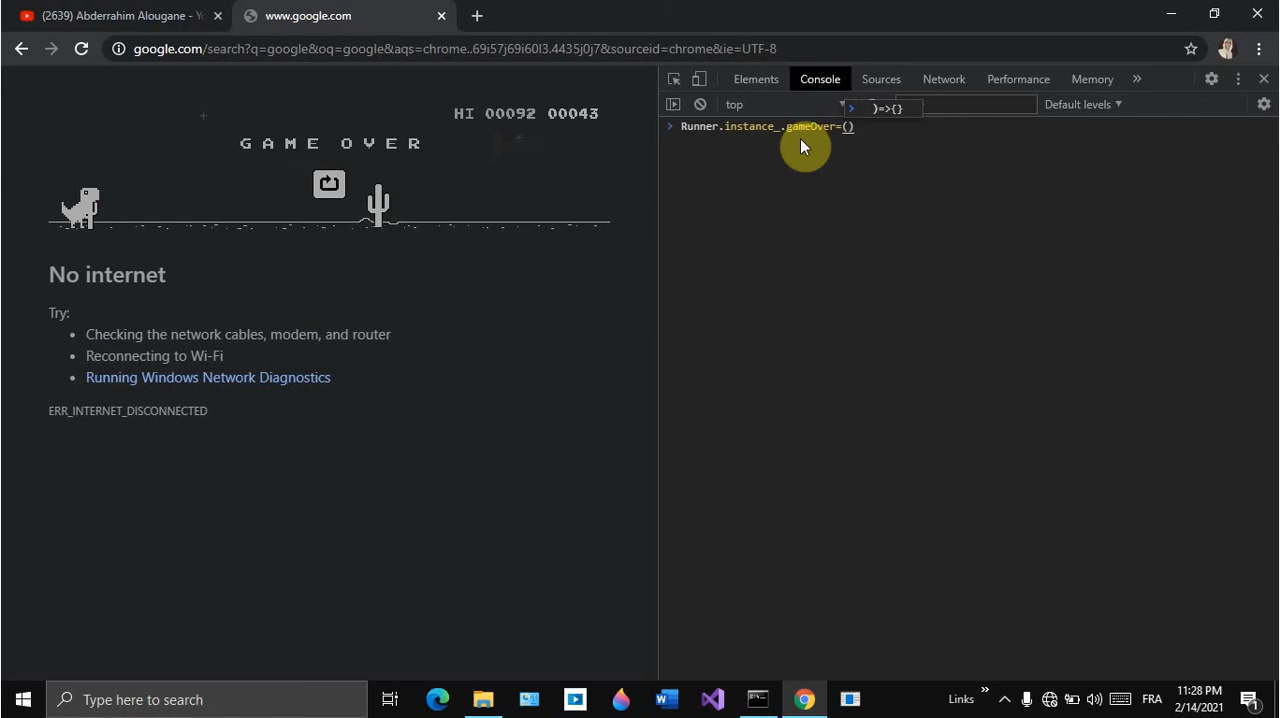 (2639) Abderrahim Alougane - Yo
www.google.com
google.com/search?q=google&oq=google&aqs=chrome..69i57j69i60l3.4435j0j7&sourceid=chrome&ie=UTF-8
Elements
Console
Sources
Network
Performance
Memory
top
)=>{}
Default levels
Runner.instance_.gameOver=()
HI 00092 00043
GAME OVER
No internet
Try:
Checking the network cables, modem, and router
Reconnecting to Wi-Fi
Running Windows Network Diagnostics
ERR_INTERNET_DISCONNECTED
Type here to search
Links
FRA
11:28 PM
2/14/2021
1